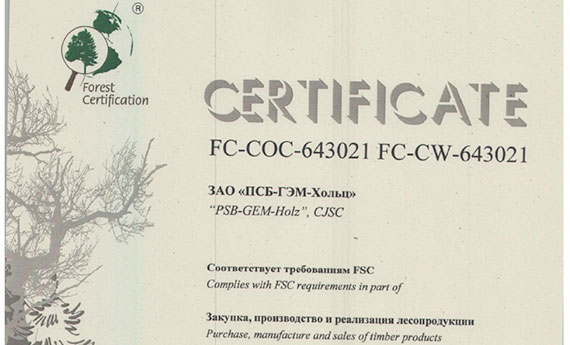 ®
Forest
Certification
CERTIFICATE
FC-COC-643021 FC-CW-643021
ЗАО «ПСБ-ГЭМ-Хольц»
“PSB-GEM-Holz”, CJSC
Соответствует требованиям FSC
Complies with FSC requirements in part of
Закупка, производство и реализация лесопродукции
Purchase, manufacture and sales of timber products